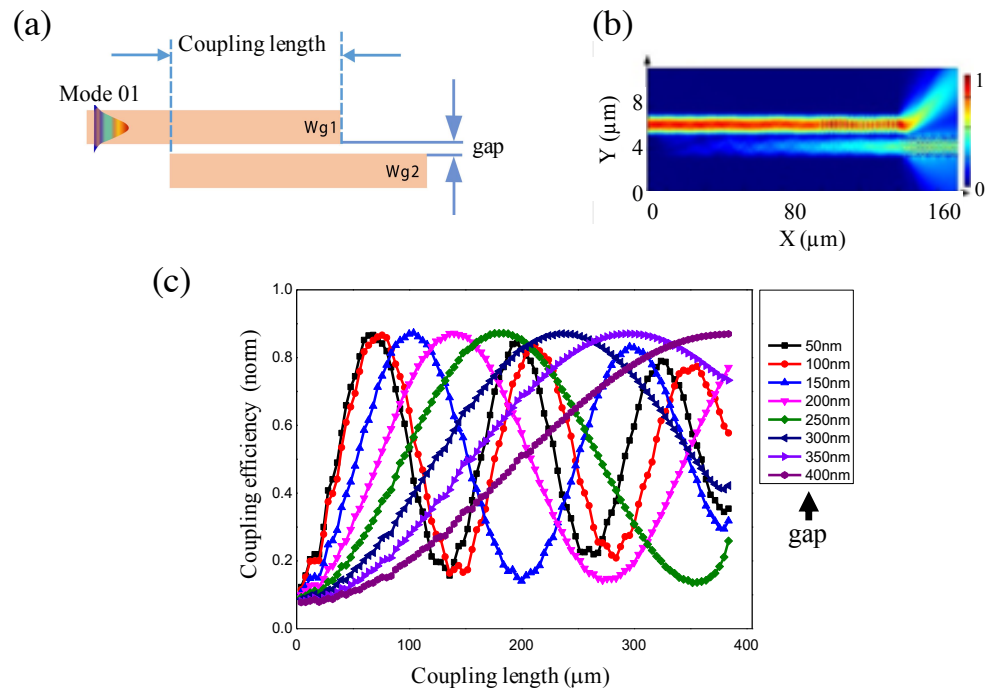 (a)
Coupling length
Mode 01
Wg1
gap
Wg2
(b)
Y (μm)
8
4
0
0
80
160
X (μm)
1
0
(c)
Coupling efficiency (norm)
1.0
0.8
0.6
0.4
0.2
0.0
0
100
200
300
400
Coupling length (μm)
50nm
100nm
150nm
200nm
250nm
300nm
350nm
400nm
gap